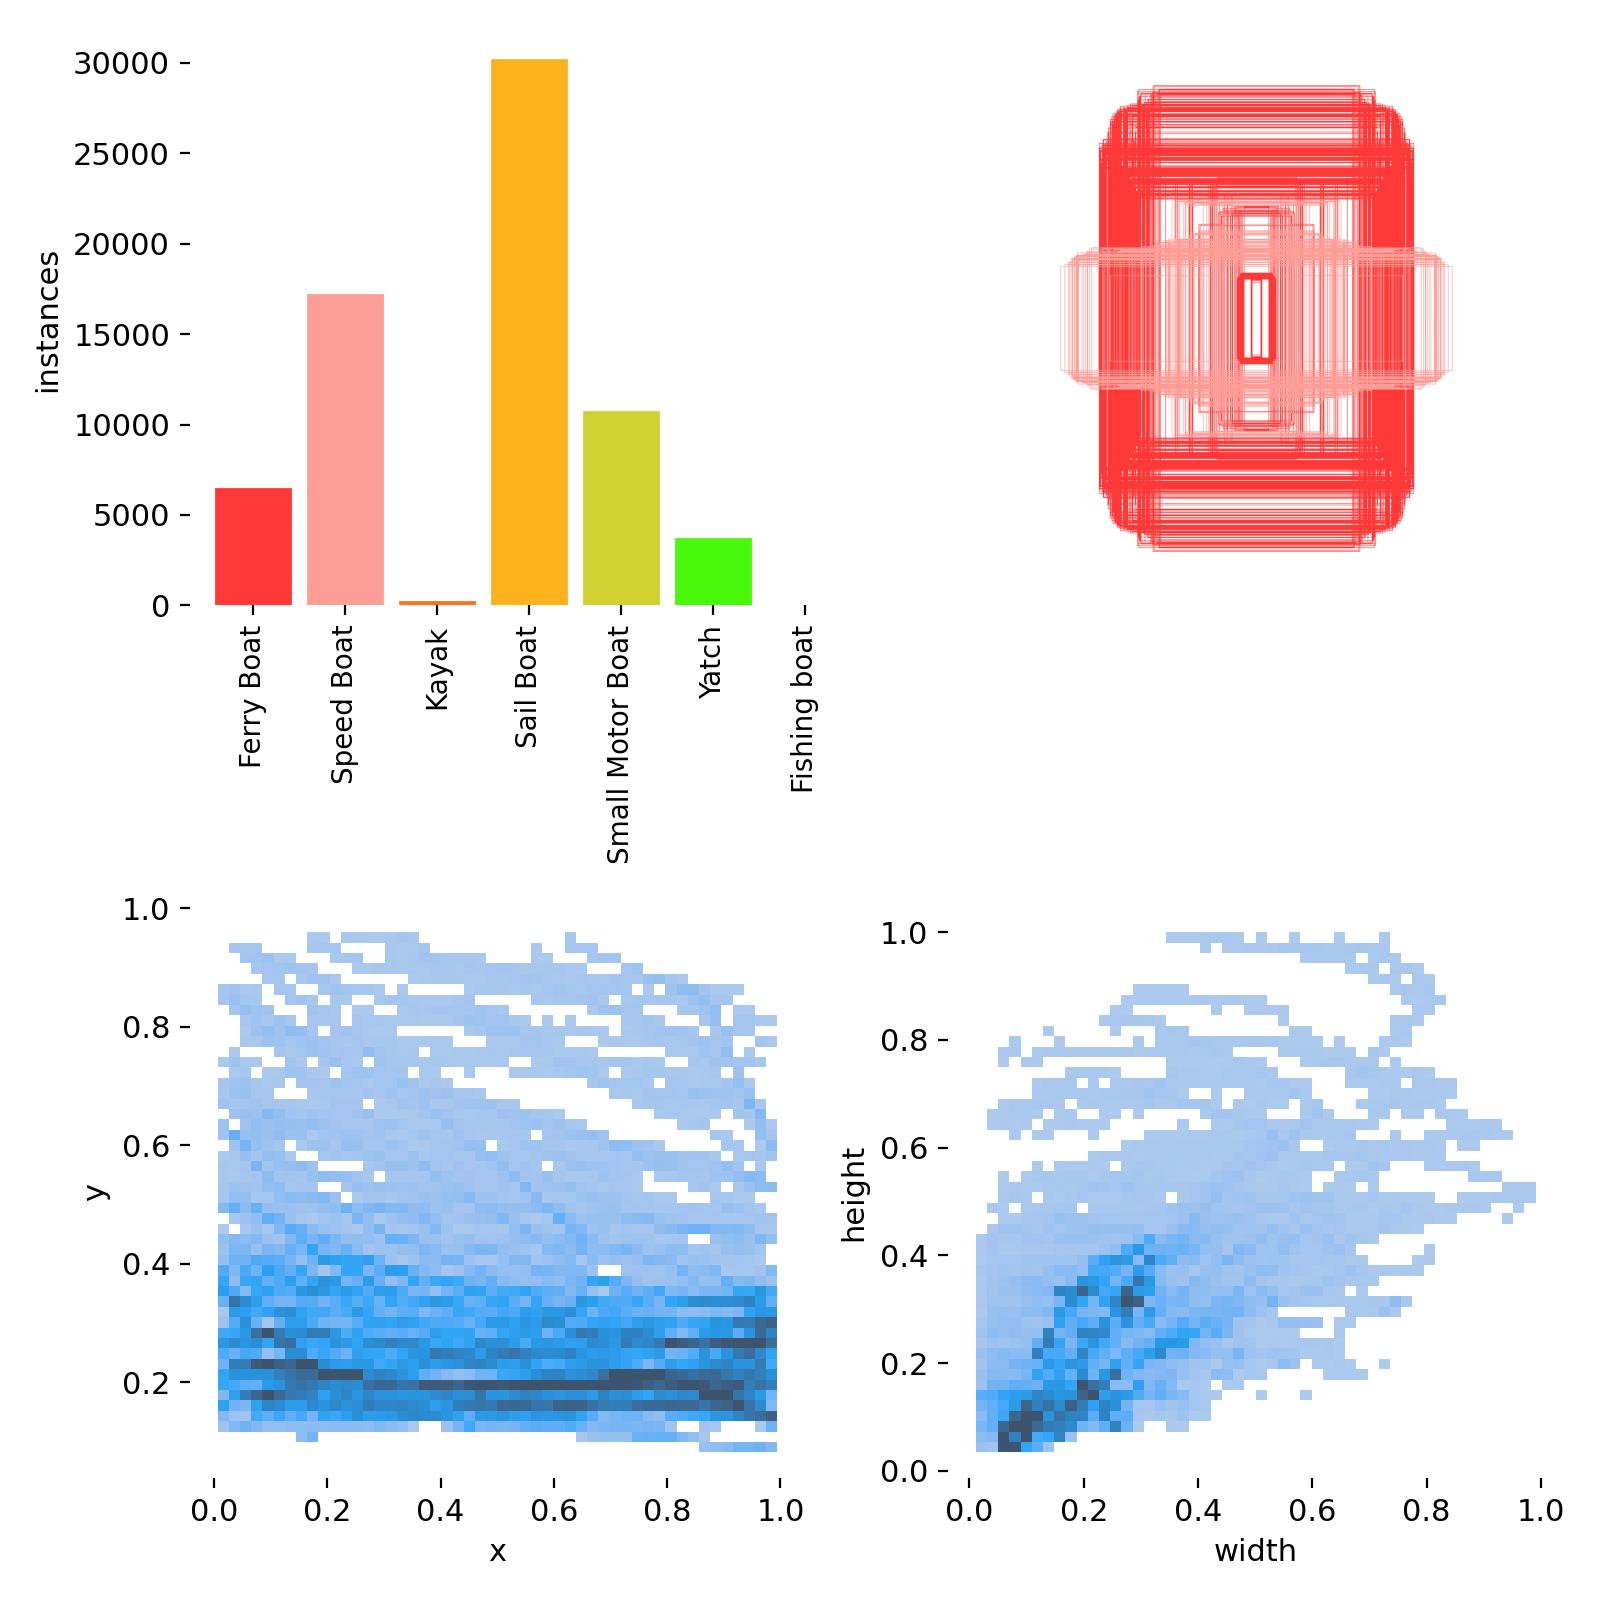 30000
25000
20000
15000
10000
5000
0
instances
Ferry Boat
Speed Boat
Kayak
Sail Boat
Small Motor Boat
Yatch
Fishing boat
1.0
0.8
0.6
0.4
0.2
y
0.0 0.2 0.4 0.6 0.8 1.0
x
1.0
0.8
0.6
0.4
0.2
0.0
height
0.0 0.2 0.4 0.6 0.8 1.0
width